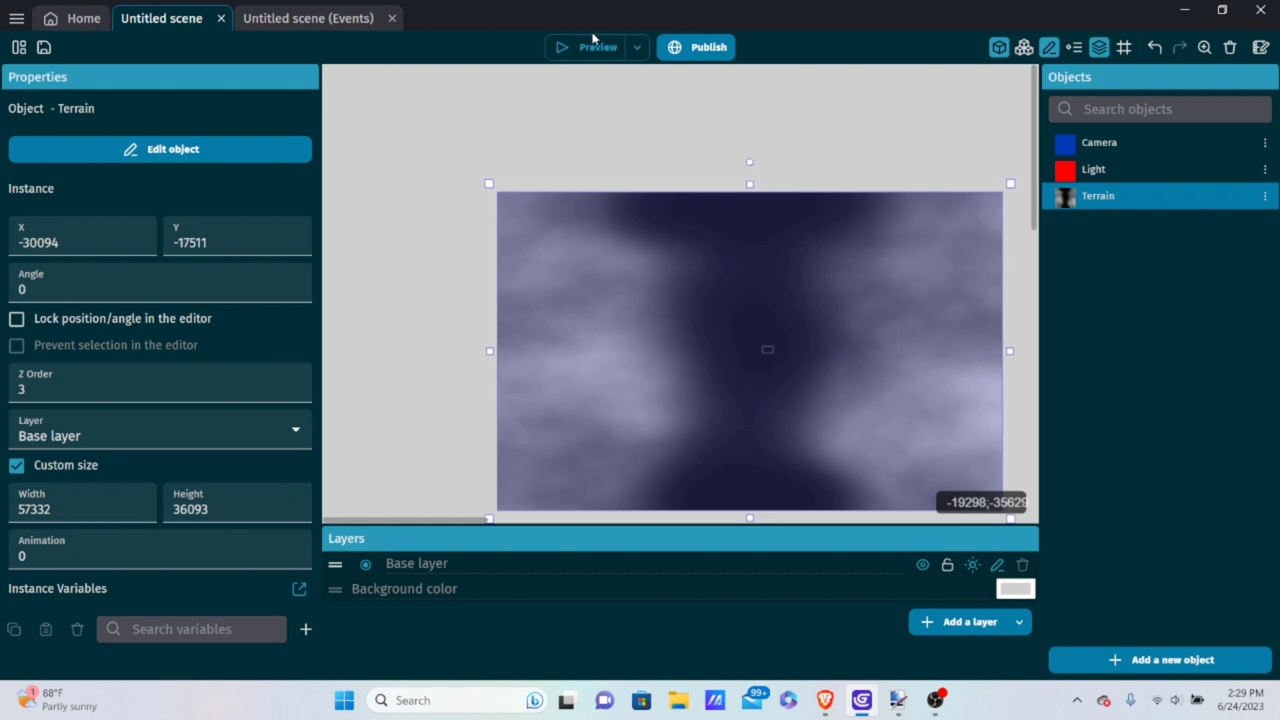 Home
Untitled scene
Untitled scene (Events)
Preview
Publish
Properties
Object - Terrain
Edit object
Instance
X
-30094
Y
-17511
Angle
0
Lock position/angle in the editor
Prevent selection in the editor
Z Order
3
Layer
Base layer
Custom size
Width
57332
Height
36093
Animation
0
Instance Variables
Search variables
-19298;-35629
Layers
Base layer
Background color
Add a layer
Objects
Search objects
Camera
Light
Terrain
Add a new object
1
88°F
Partly sunny
Search
99+
2:29 PM
6/24/2023